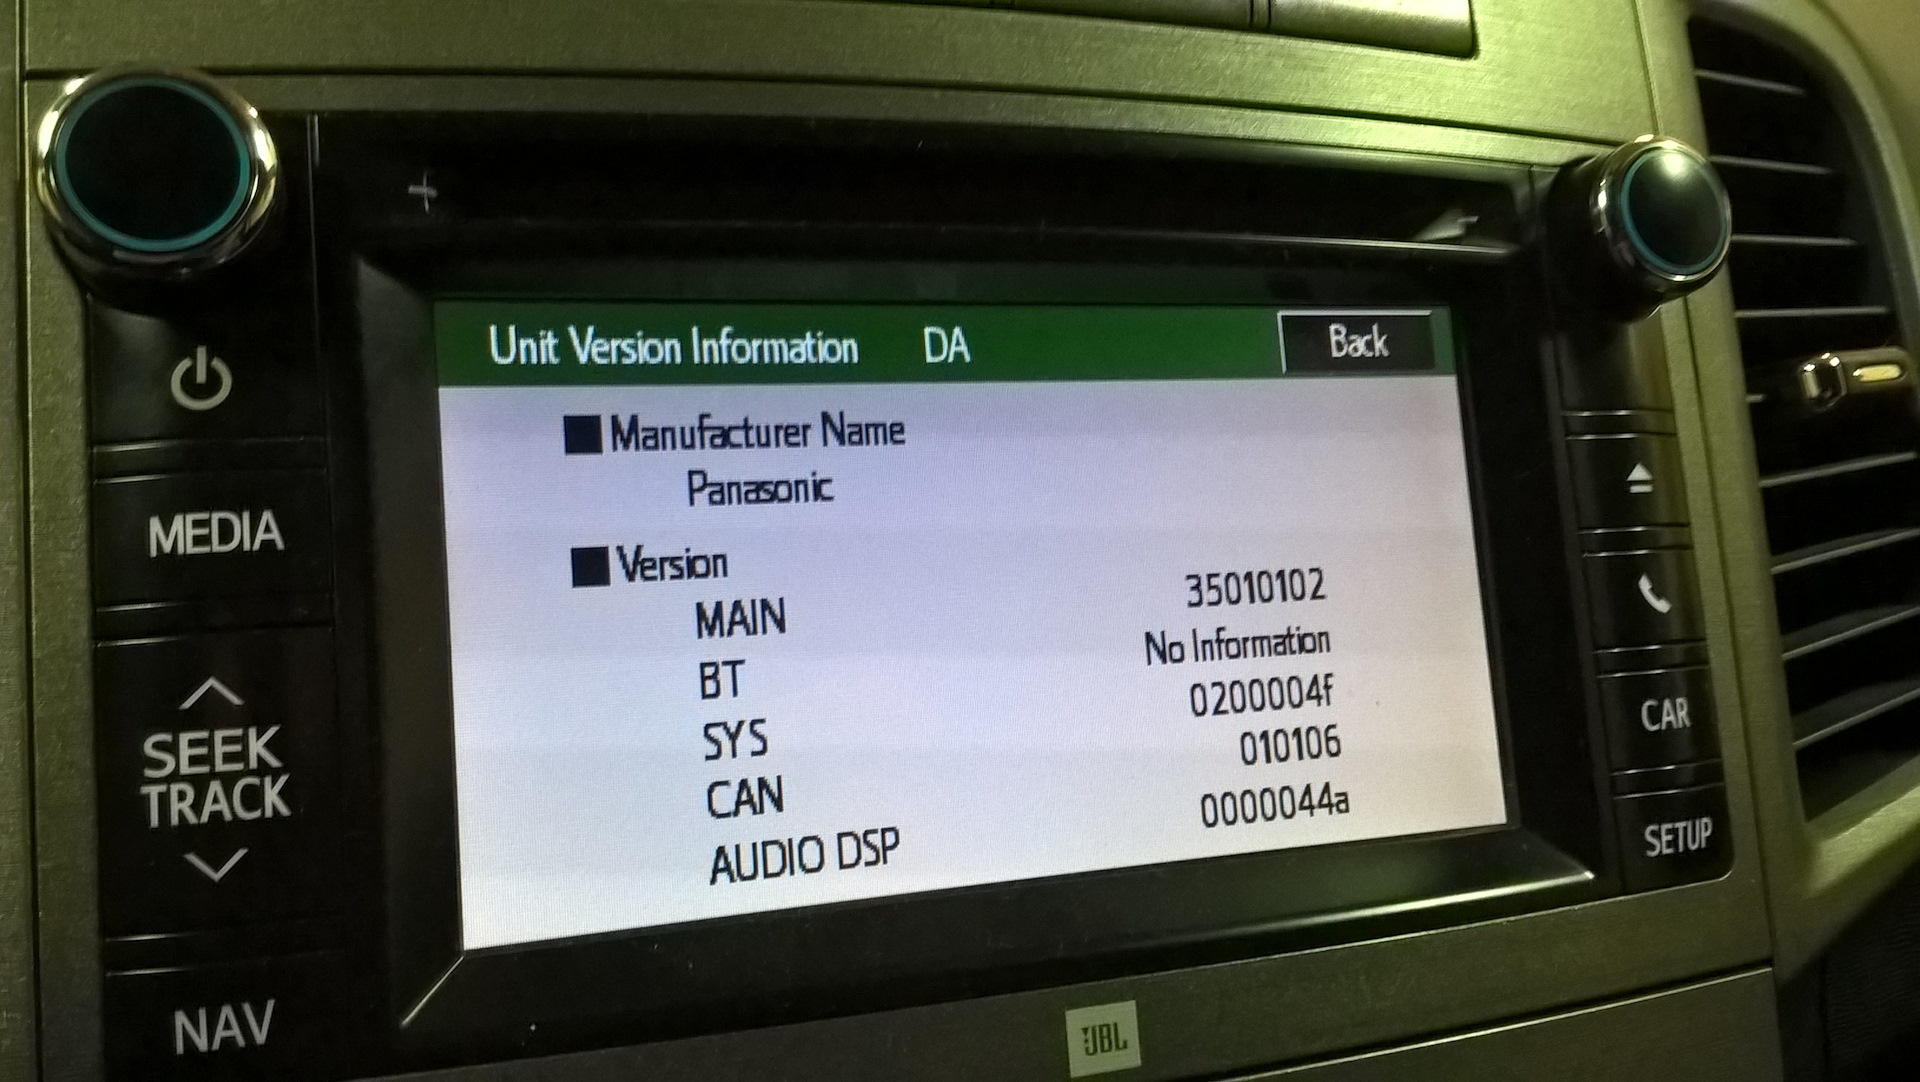 Unit Version Information DA Back
Manufacturer Name
Panasonic
Version
MAIN 35010102
BT No Information
SYS 0200004f
CAN 010106
AUDIO DSP 0000044a
MEDIA
SEEK
TRACK
NAV
CAR
SETUP
JBL